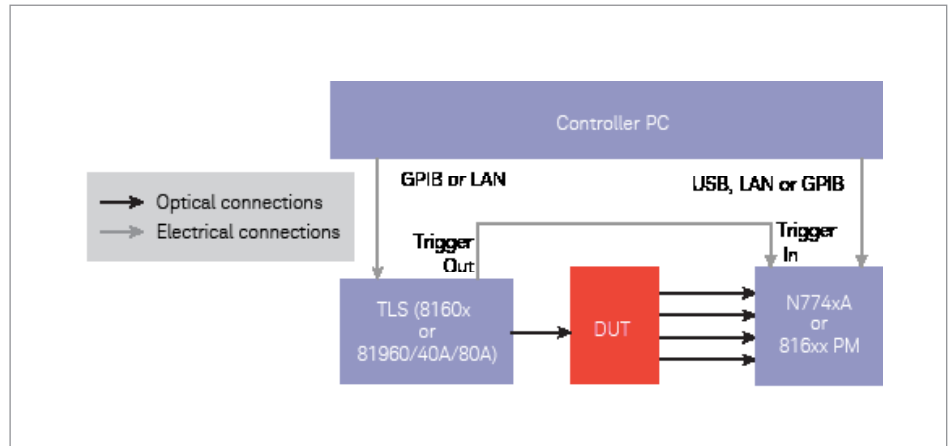 Controller PC
GPIB or LAN
USB, LAN or GPIB
Optical connections
Electrical connections
Trigger
Out
Trigger
In
TLS (8160x
or
81960/40A/80A)
DUT
N774xA
or
816xx PM